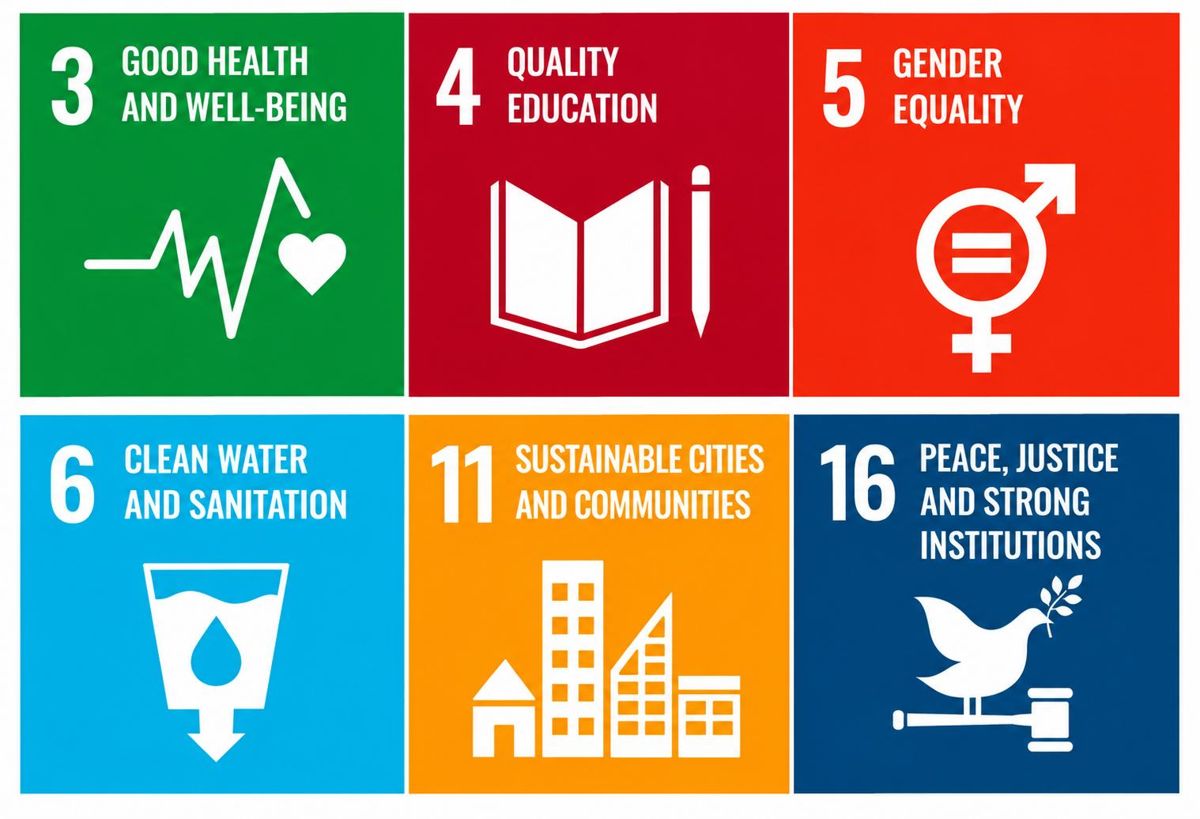 3 GOOD HEALTH
AND WELL-BEING
4 QUALITY
EDUCATION
5 GENDER
EQUALITY
6 CLEAN WATER
AND SANITATION
11 SUSTAINABLE CITIES
AND COMMUNITIES
16 PEACE, JUSTICE
AND STRONG
INSTITUTIONS